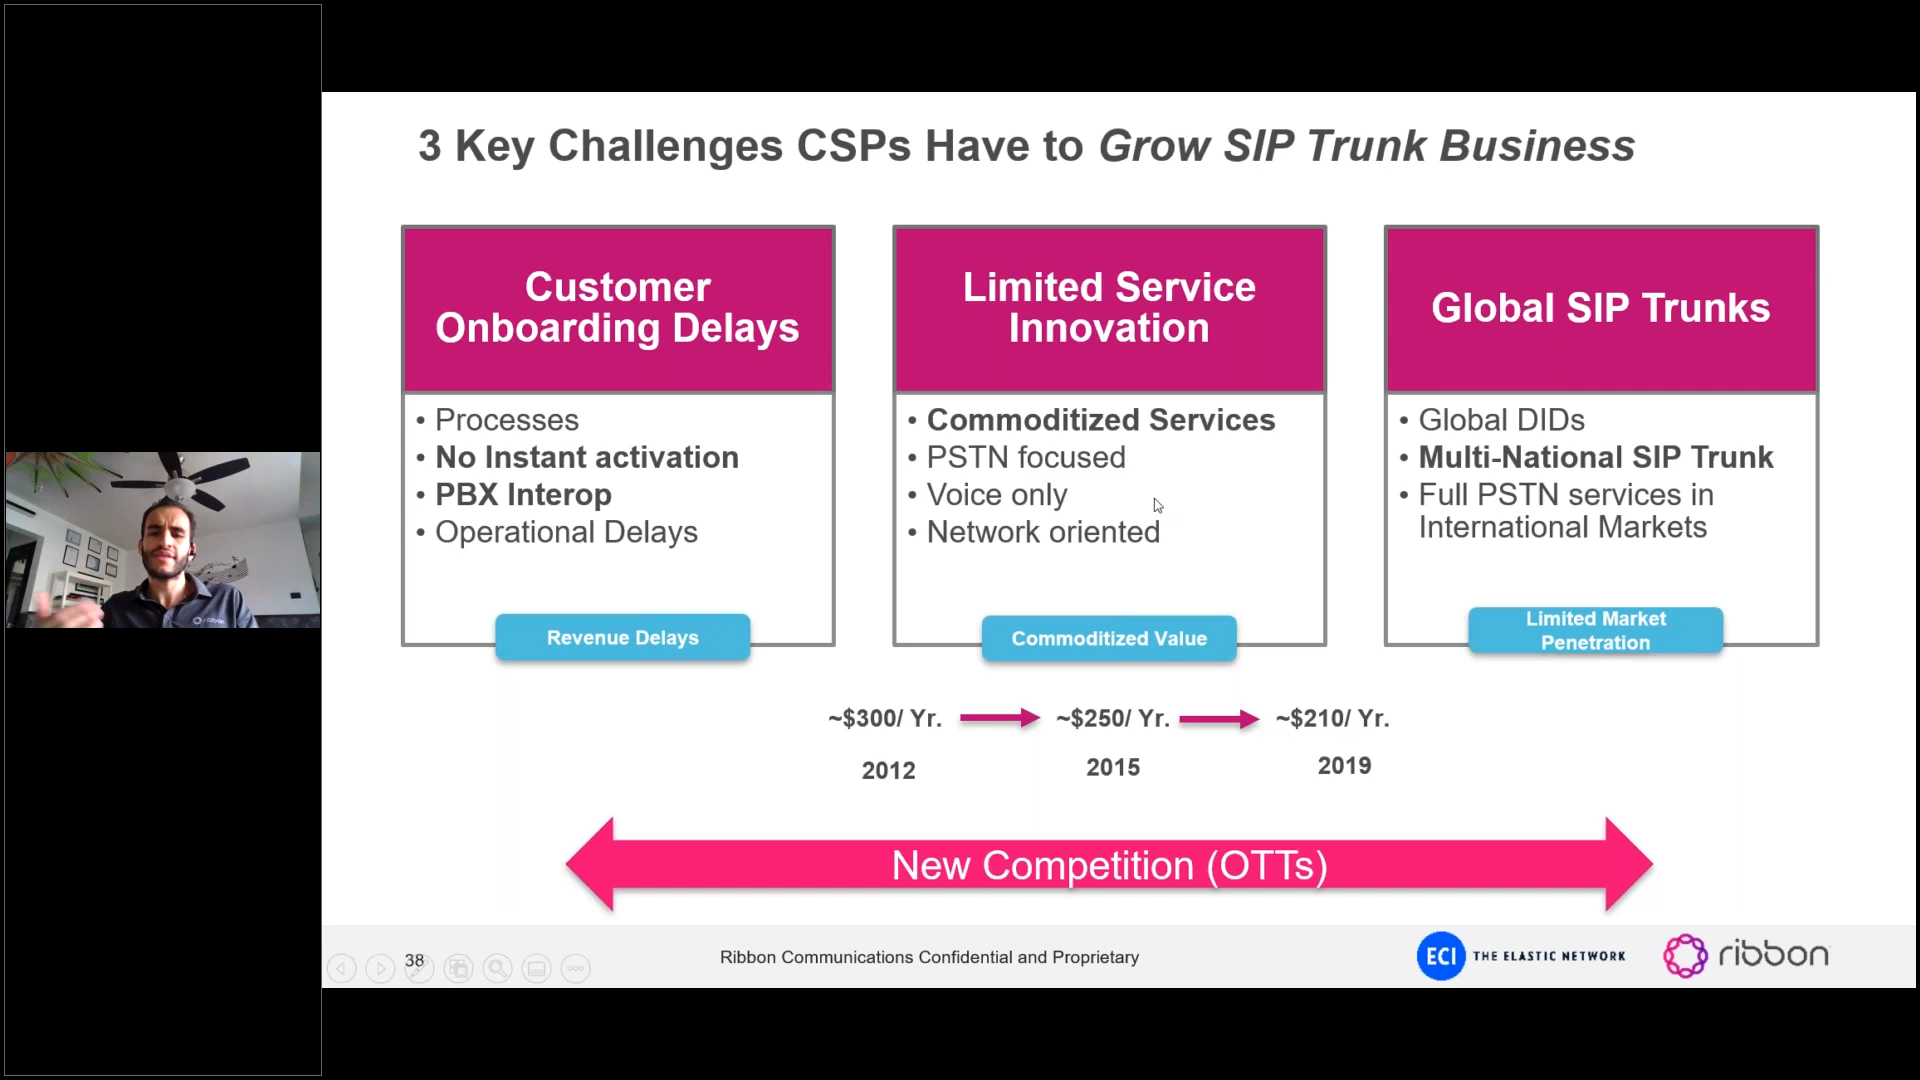 3 Key Challenges CSPs Have to Grow SIP Trunk Business
Customer
Onboarding Delays
• Processes
• No Instant activation
• PBX Interop
• Operational Delays
Revenue Delays
Limited Service
Innovation
• Commoditized Services
• PSTN focused
• Voice only
• Network oriented
Commoditized Value
Global SIP Trunks
• Global DIDs
• Multi-National SIP Trunk
• Full PSTN services in
International Markets
Limited Market
Penetration
~$300/ Yr.
~$250/ Yr.
~$210/ Yr.
2012
2015
2019
New Competition (OTTs)
38
Ribbon Communications Confidential and Proprietary
ECI THE ELASTIC NETWORK
ribbon
ribbon